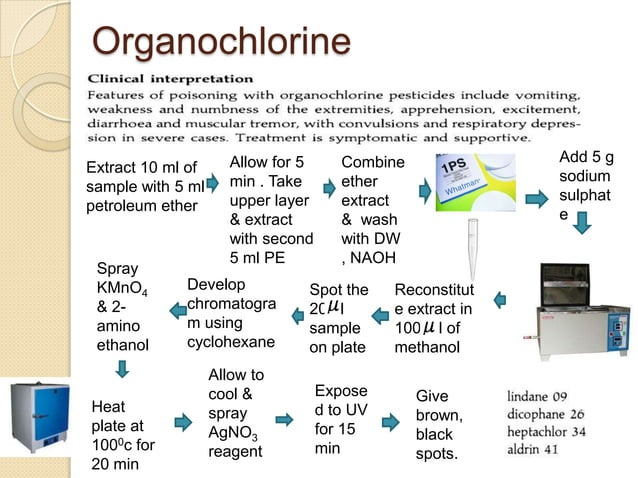 Organochlorine
Clinical interpretation
Features of poisoning with organochlorine pesticides include vomiting,
weakness and numbness of the extremities, apprehension, excitement,
diarrhoea and muscular tremor, with convulsions and respiratory depres-
sion in severe cases. Treatment is symptomatic and supportive.
Extract 10 ml of
sample with 5 ml
petroleum ether
Allow for 5
min . Take
upper layer
& extract
with second
5 ml PE
Combine
ether
extract
& wash
with DW
, NAOH
1PS
Whatman
Add 5 g
sodium
sulphat
e
Reconstitut
e extract in
100 μ l of
methanol
Spot the
20 μ l
sample
on plate
Develop
chromatogra
m using
cyclohexane
Spray
KMnO₄
& 2-
amino
ethanol
Heat
plate at
100⁰c for
20 min
Allow to
cool &
spray
AgNO₃
reagent
Expose
d to UV
for 15
min
Give
brown,
black
spots.
lindane 09
dicophane 26
heptachlor 34
aldrin 41